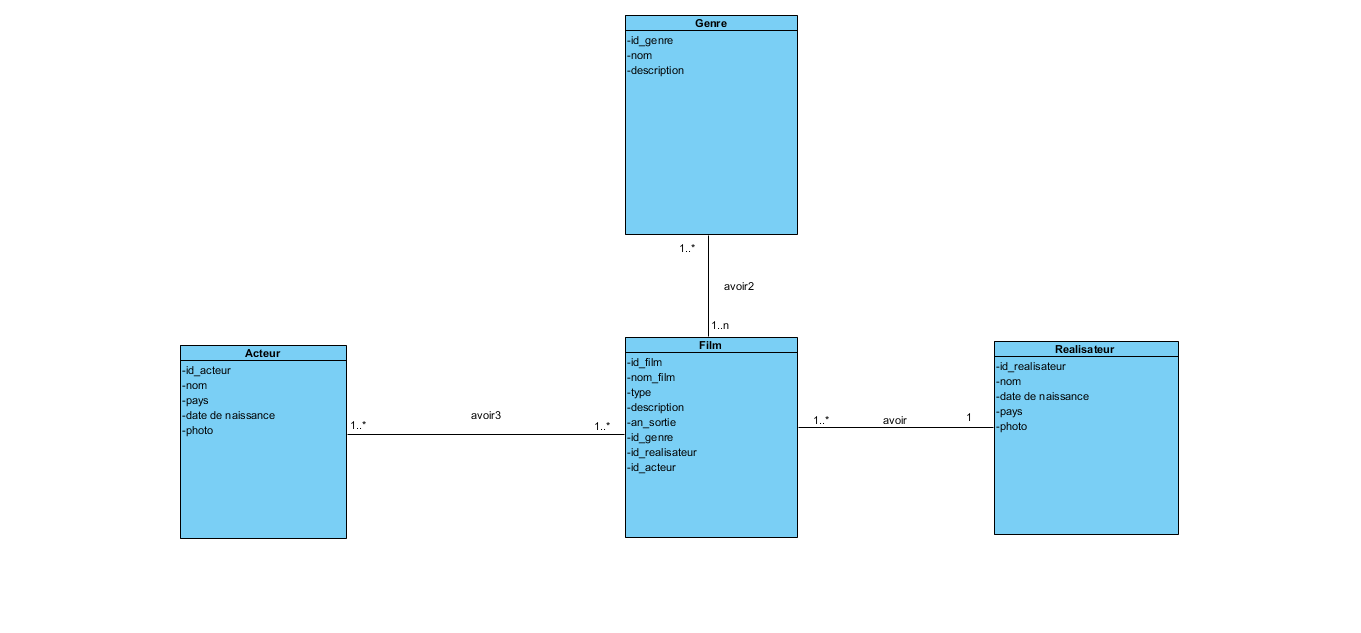 Genre
-id_genre
-nom
-description
1..*
avoir2
1..n
Acteur
-id_acteur
-nom
-pays
-date de naissance
-photo
1..*
avoir3
1..*
Film
-id_film
-nom_film
-type
-description
-an_sortie
-id_genre
-id_realisateur
-id_acteur
1..*
avoir
1
Realisateur
-id_realisateur
-nom
-date de naissance
-pays
-photo